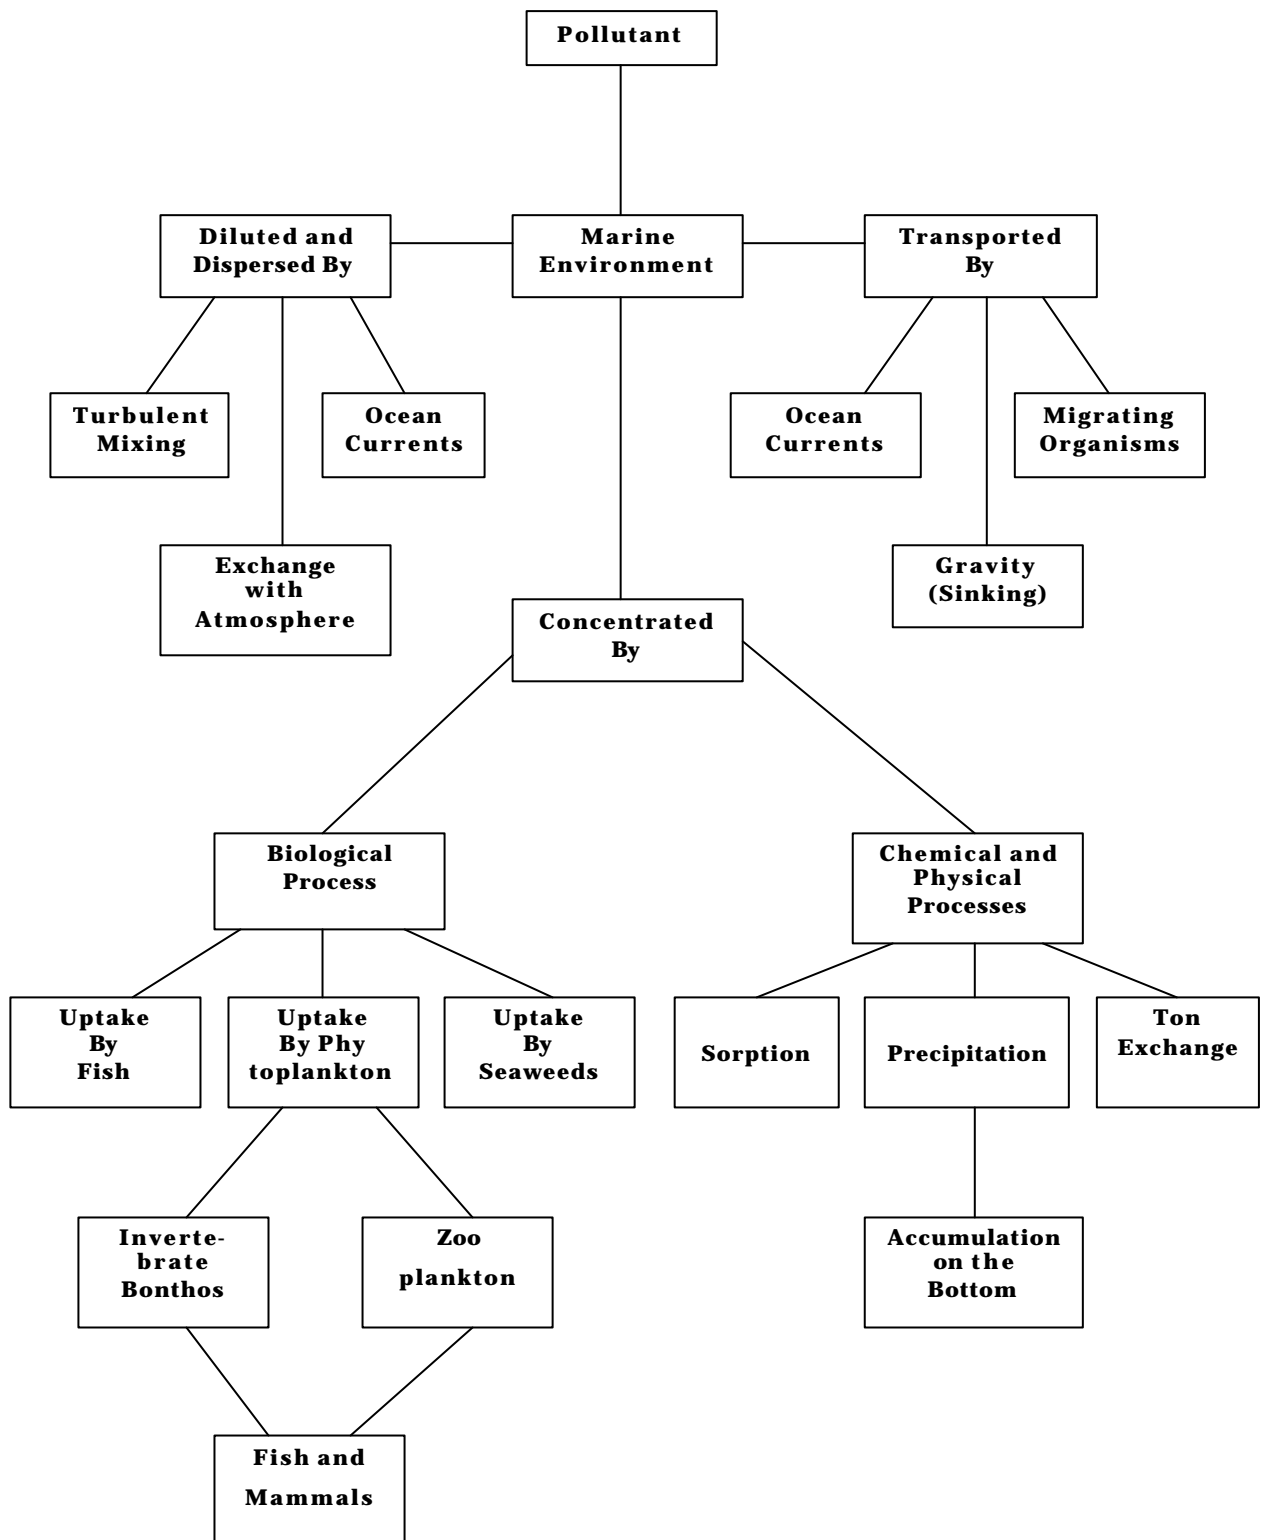 Pollutant
Diluted and
Dispersed By
Marine
Environment
Transported
By
Turbulent
Mixing
Ocean
Currents
Ocean
Currents
Migrating
Organisms
Exchange
with
Atmosphere
Gravity
(Sinking)
Concentrated
By
Biological
Process
Chemical and
Physical
Processes
Uptake
By
Fish
Uptake
By Phy
toplankton
Uptake
By
Seaweeds
Sorption
Precipitation
Ton
Exchange
Inverte-
brate
Bonthos
Zoo
plankton
Accumulation
on the
Bottom
Fish and
Mammals